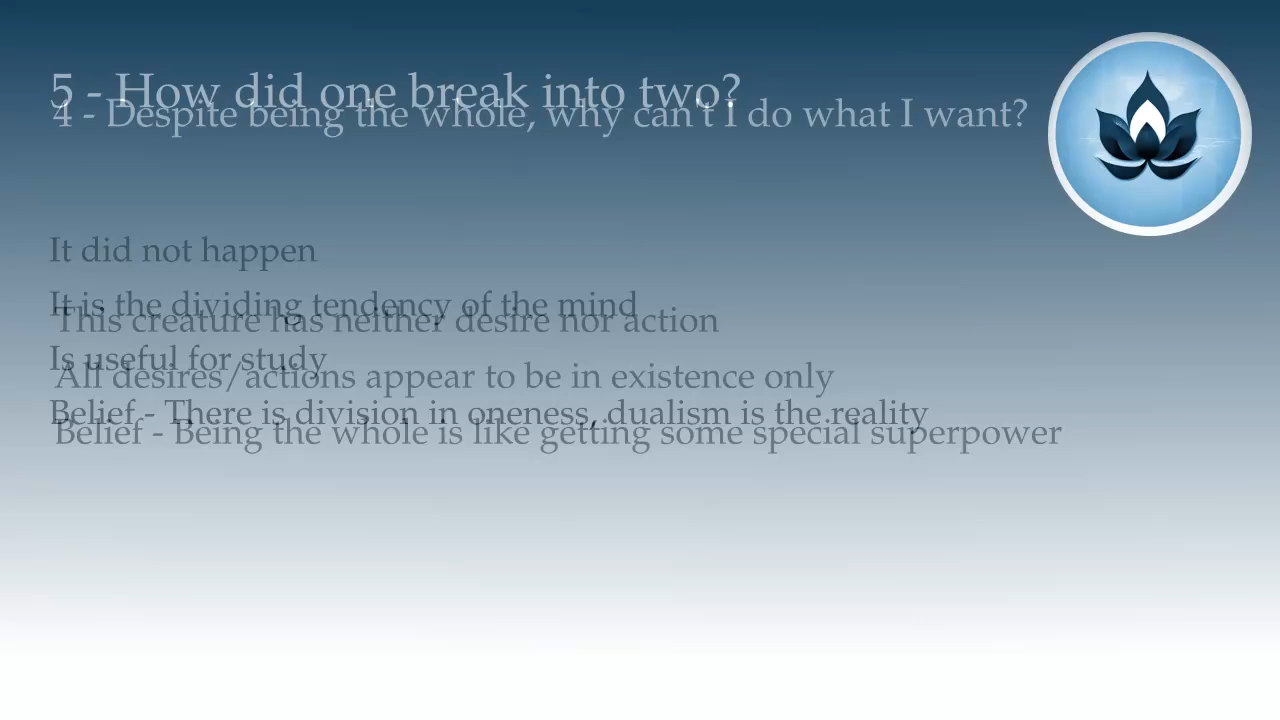 5 - How did one break into two?
4 - Despite being the whole, why can't I do what I want?
It did not happen
It is the dividing tendency of the mind
This creature has neither desire nor action
Is useful for study
All desires/actions appear to be in existence only
Belief - There is division in oneness, dualism is the reality
Belief - Being the whole is like getting some special superpower